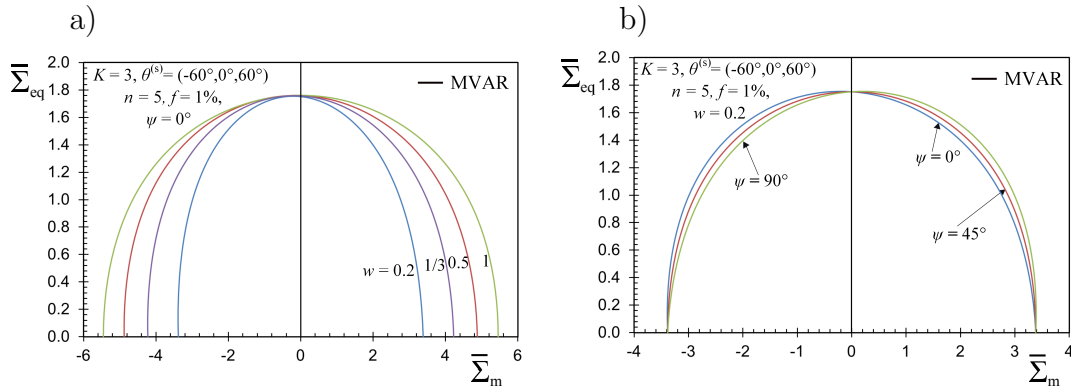 a)
Σ̿eq
K = 3, θ(s)= (-60°,0°,60°)
n = 5, f = 1%,
ψ = 0°
MVAR
2.0
1.8
1.6
1.4
1.2
1.0
0.8
0.6
0.4
0.2
0.0
w = 0.2
1/3
0.5
1
-6
-4
-2
0
2
4
6
Σ̿m
b)
Σ̿eq
K = 3, θ(s)= (-60°,0°,60°)
n = 5, f = 1%
w = 0.2
MVAR
2.0
1.8
1.6
1.4
1.2
1.0
0.8
0.6
0.4
0.2
0.0
ψ = 90°
ψ = 0°
ψ = 45°
-4
-3
-2
-1
0
1
2
3
4
Σ̿m